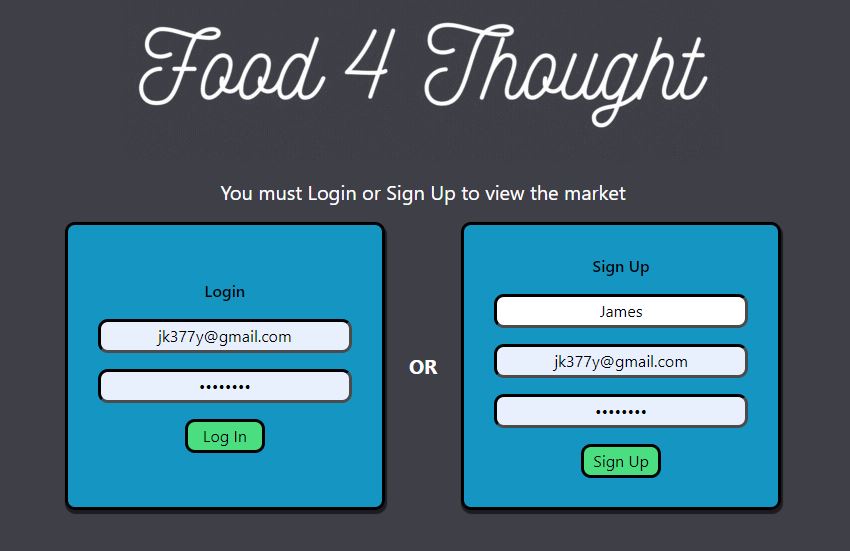 Food 4 Thought
You must Login or Sign Up to view the market
Login
jk377y@gmail.com
••••••••
Log In
OR
Sign Up
James
jk377y@gmail.com
••••••••
Sign Up